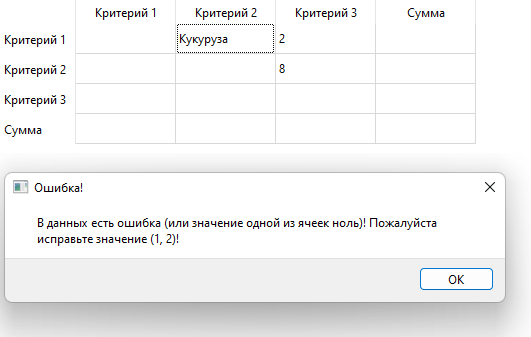 Критерий 1 Критерий 2 Критерий 3 Сумма
Критерий 1 Кукуруза 2
Критерий 2 8
Критерий 3
Сумма
Ошибка!
В данных есть ошибка (или значение одной из ячеек ноль)! Пожалуйста
исправьте значение (1, 2)!
OK